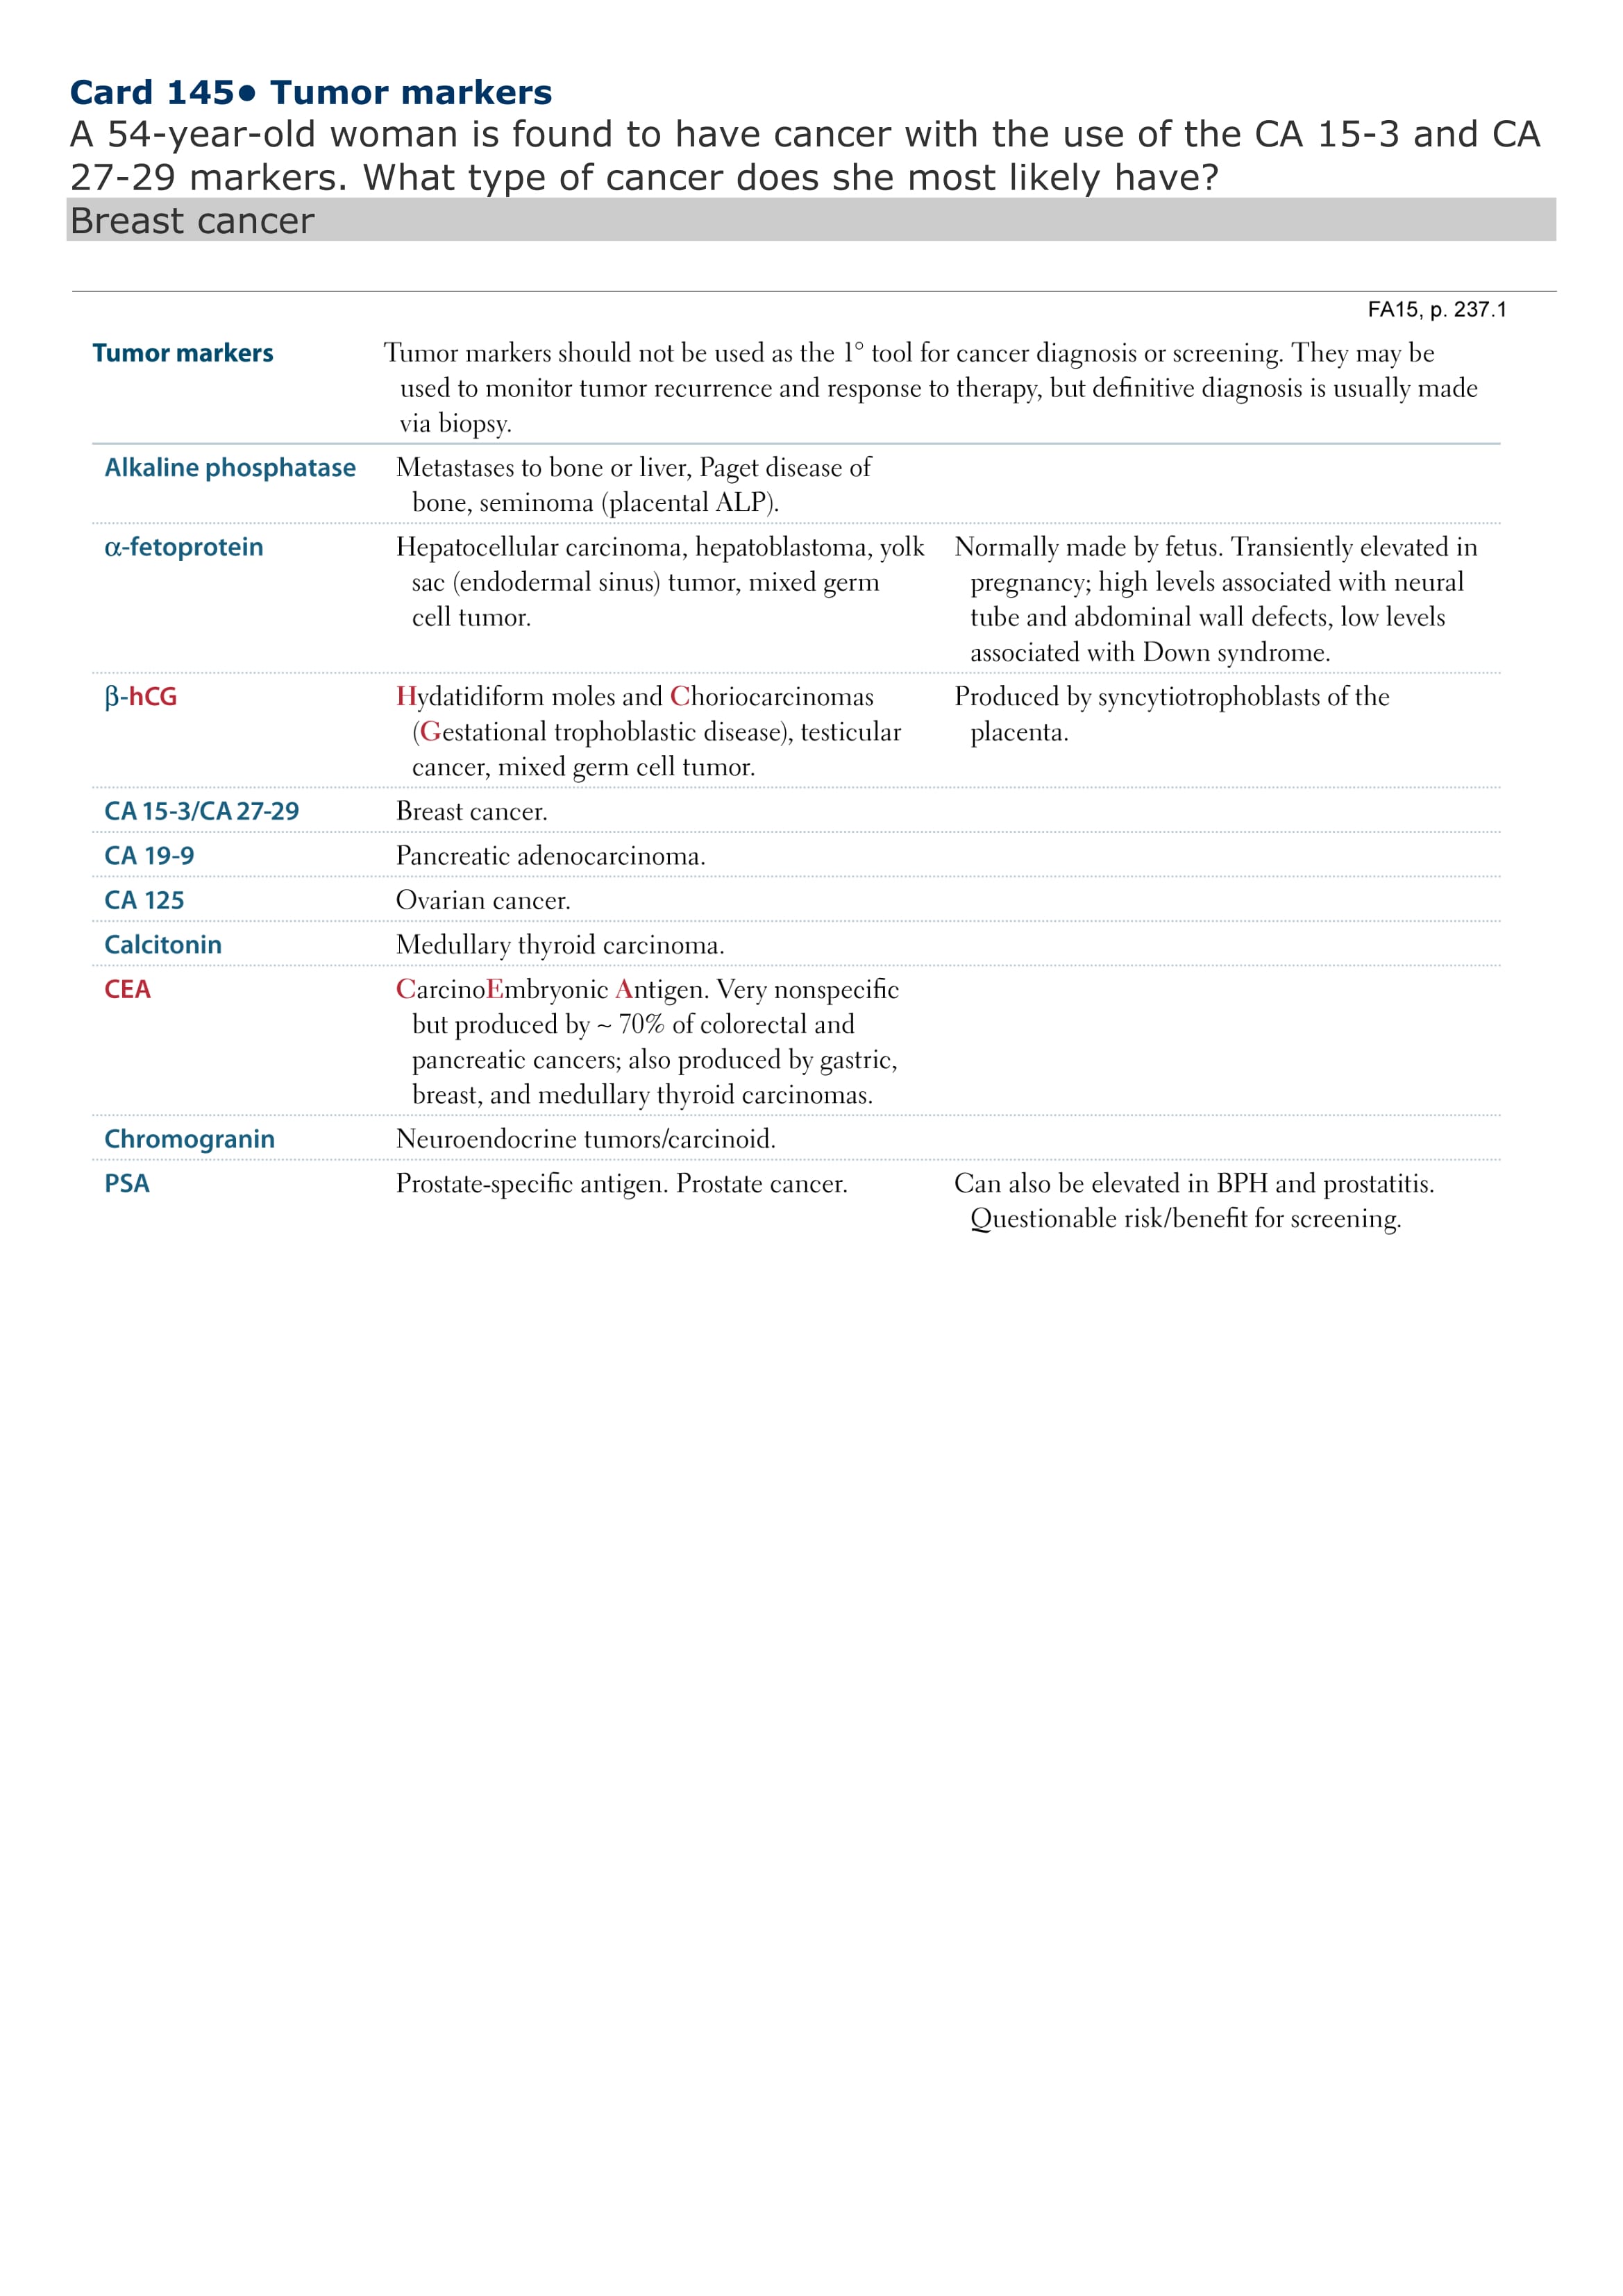 Card 145● Tumor markers
A 54-year-old woman is found to have cancer with the use of the CA 15-3 and CA
27-29 markers. What type of cancer does she most likely have?
Breast cancer
FA15, p. 237.1
Tumor markers
Tumor markers should not be used as the 1° tool for cancer diagnosis or screening. They may be
used to monitor tumor recurrence and response to therapy, but definitive diagnosis is usually made
via biopsy.
Alkaline phosphatase
Metastases to bone or liver, Paget disease of
bone, seminoma (placental ALP).
α-fetoprotein
Hepatocellular carcinoma, hepatoblastoma, yolk
sac (endodermal sinus) tumor, mixed germ
cell tumor.
Normally made by fetus. Transiently elevated in
pregnancy; high levels associated with neural
tube and abdominal wall defects, low levels
associated with Down syndrome.
β-hCG
Hydatidiform moles and Choriocarcinomas
(Gestational trophoblastic disease), testicular
cancer, mixed germ cell tumor.
Produced by syncytiotrophoblasts of the
placenta.
CA 15-3/CA 27-29
Breast cancer.
CA 19-9
Pancreatic adenocarcinoma.
CA 125
Ovarian cancer.
Calcitonin
Medullary thyroid carcinoma.
CEA
CarcinoEmbryonic Antigen. Very nonspecific
but produced by ~ 70% of colorectal and
pancreatic cancers; also produced by gastric,
breast, and medullary thyroid carcinomas.
Chromogranin
Neuroendocrine tumors/carcinoid.
PSA
Prostate-specific antigen. Prostate cancer.
Can also be elevated in BPH and prostatitis.
Questionable risk/benefit for screening.